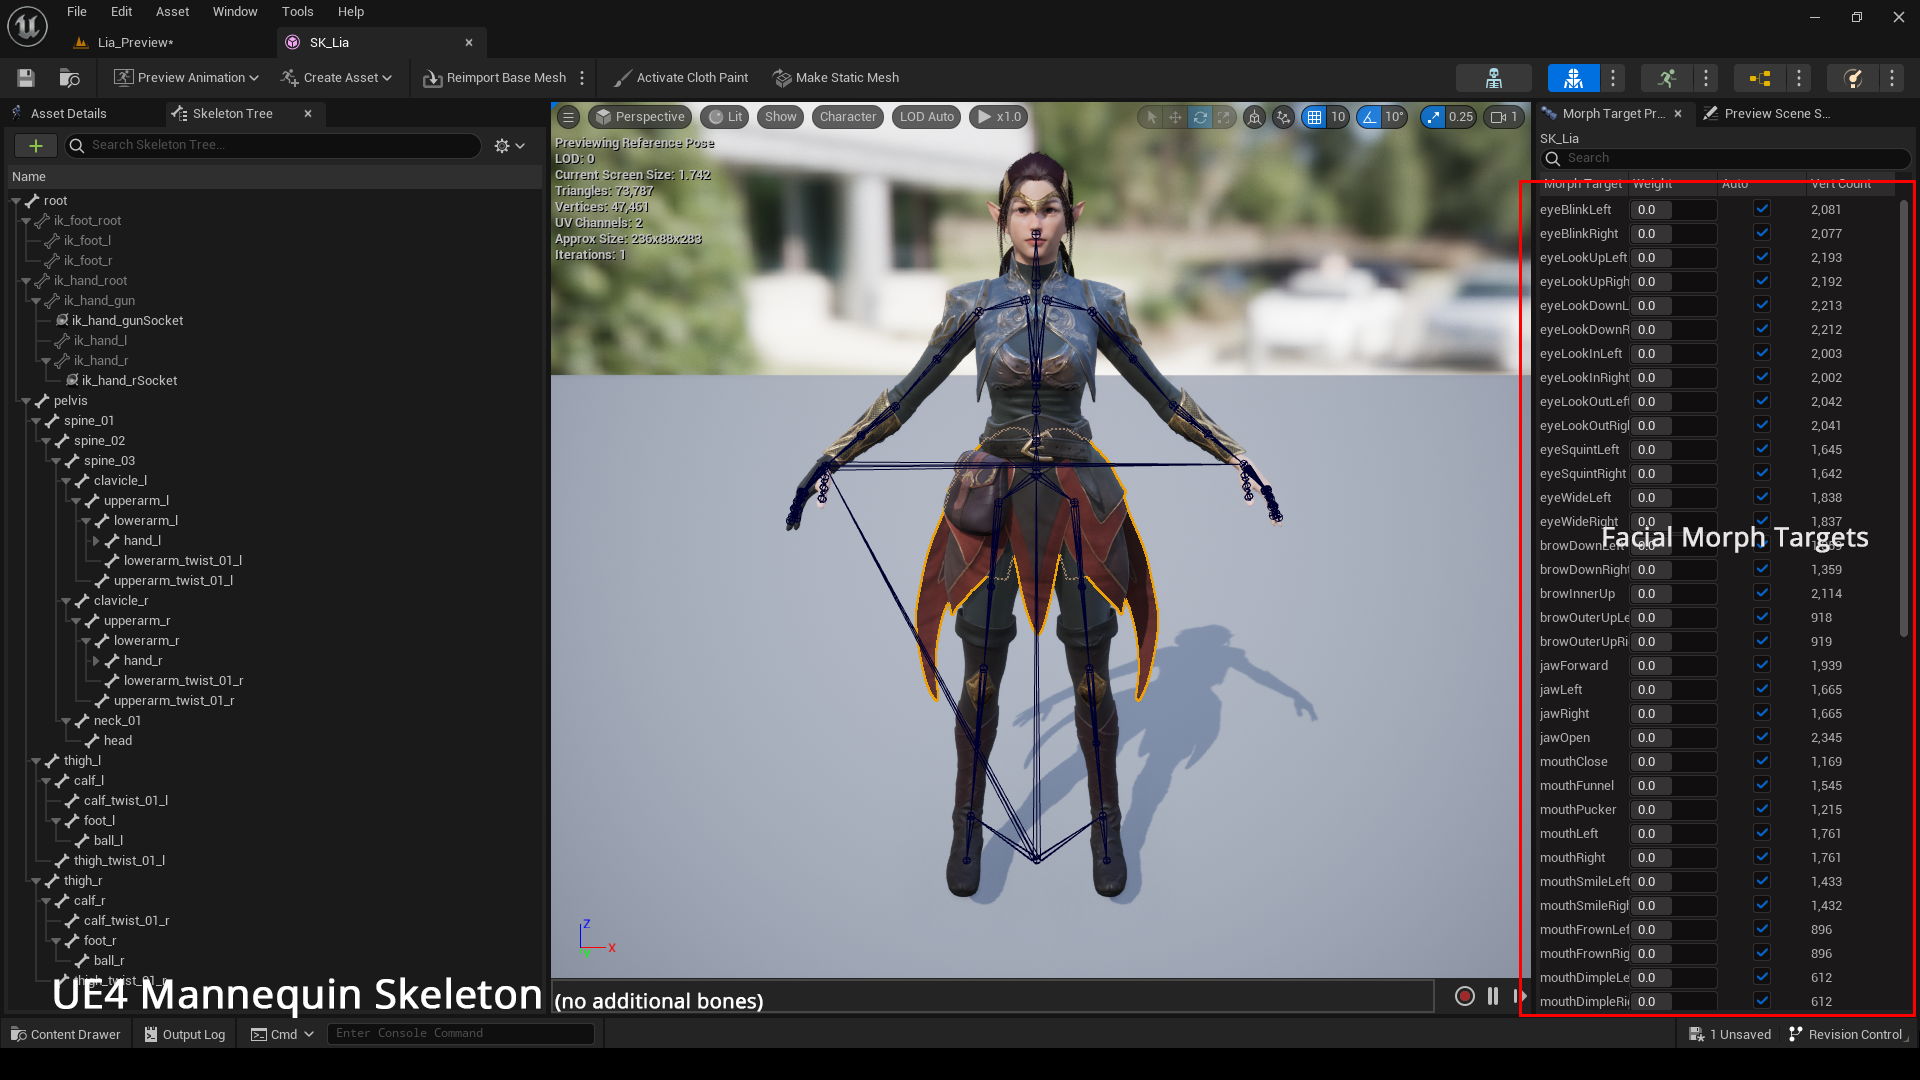 File Edit Asset Window Tools Help
Lia_Preview*
SK_Lia
Preview Animation
Create Asset
Reimport Base Mesh
Activate Cloth Paint
Make Static Mesh
Asset Details
Skeleton Tree
Search Skeleton Tree...
Name
root
ik_foot_root
ik_foot_l
ik_foot_r
ik_hand_root
ik_hand_gun
ik_hand_gunSocket
ik_hand_l
ik_hand_r
ik_hand_rSocket
pelvis
spine_01
spine_02
spine_03
clavicle_l
upperarm_l
lowerarm_l
hand_l
lowerarm_twist_01_l
upperarm_twist_01_l
clavicle_r
upperarm_r
lowerarm_r
hand_r
lowerarm_twist_01_r
upperarm_twist_01_r
neck_01
head
thigh_l
calf_l
calf_twist_01_l
foot_l
ball_l
thigh_twist_01_l
thigh_r
calf_r
calf_twist_01_r
foot_r
ball_r
thigh_twist_01_r
UE4 Mannequin Skeleton
(no additional bones)
Perspective Lit Show Character LOD Auto x1.0 10 10° 0.25 1
Previewing Reference Pose
LOD: 0
Current Screen Size: 1.742
Triangles: 73,787
Vertices: 47,461
UV Channels: 2
Approx Size: 236x88x283
Iterations: 1
Z
X
Morph Target Pr...
Preview Scene S...
SK_Lia
Search
Morph Target Weight Auto Vert Count
eyeBlinkLeft 0.0 2,081
eyeBlinkRight 0.0 2,077
eyeLookUpLeft 0.0 2,193
eyeLookUpRigh 0.0 2,192
eyeLookDownL 0.0 2,213
eyeLookDownR 0.0 2,212
eyeLookInLeft 0.0 2,003
eyeLookInRight 0.0 2,002
eyeLookOutLeft 0.0 2,042
eyeLookOutRig 0.0 2,041
eyeSquintLeft 0.0 1,645
eyeSquintRight 0.0 1,642
eyeWideLeft 0.0 1,838
eyeWideRight 0.0 1,837
Facial Morph Targets
browDownLeft 0.0
browDownRight 0.0 1,359
browInnerUp 0.0 2,114
browOuterUpLe 0.0 918
browOuterUpRi 0.0 919
jawForward 0.0 1,939
jawLeft 0.0 1,665
jawRight 0.0 1,665
jawOpen 0.0 2,345
mouthClose 0.0 1,169
mouthFunnel 0.0 1,545
mouthPucker 0.0 1,215
mouthLeft 0.0 1,761
mouthRight 0.0 1,761
mouthSmileLeft 0.0 1,433
mouthSmileRigh 0.0 1,432
mouthFrownLef 0.0 896
mouthFrownRig 0.0 896
mouthDimpleLe 0.0 612
mouthDimpleRi 0.0 612
Content Drawer
Output Log
Cmd
Enter Console Command
1 Unsaved
Revision Control